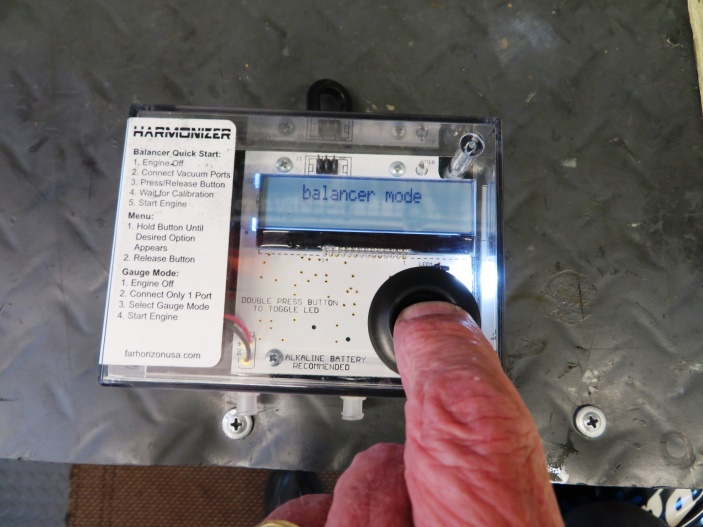 HARMONIZER
Balancer Quick Start:
1. Engine Off
2. Connect Vacuum Ports
3. Press/Release Button
4. Wait for Calibration
5. Start Engine
Menu:
1. Hold Button Until
Desired Option
Appears
2. Release Button
Gauge Mode:
1. Engine Off
2. Connect Only 1 Port
3. Select Gauge Mode
4. Start Engine
farhorizonusa.com
balancer mode
DOUBLE PRESS BUTTON
TO TOGGLE LED
ALKALINE BATTERY
RECOMMENDED